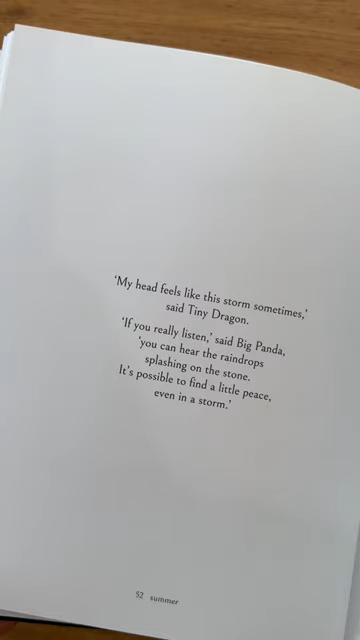 ‘My head feels like this storm sometimes,’
said Tiny Dragon.
‘If you really listen,’ said Big Panda,
‘you can hear the raindrops
splashing on the stone.
It’s possible to find a little peace,
even in a storm.’
52 summer